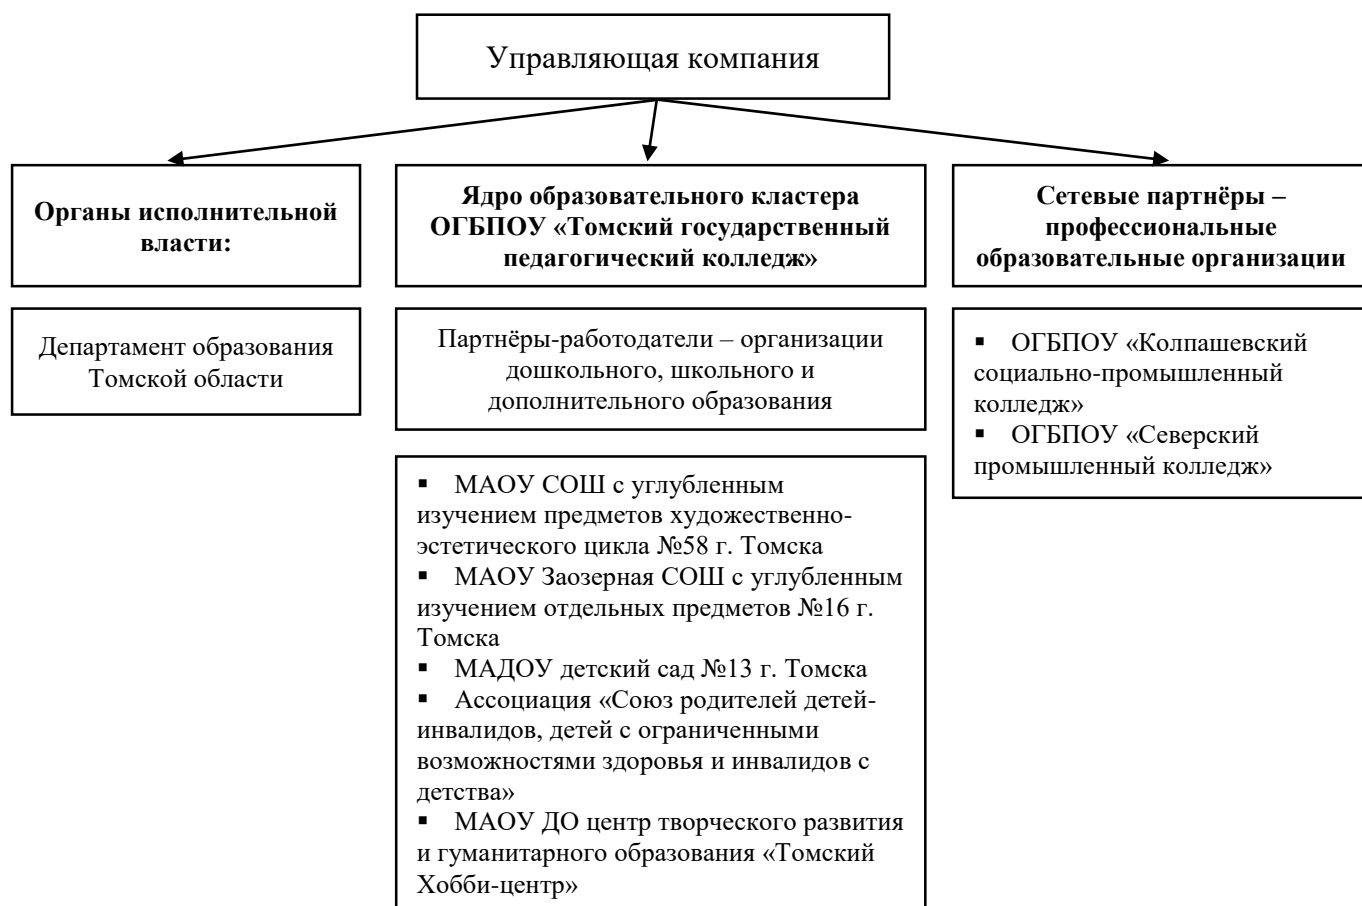 Управляющая компания
Органы исполнительной
власти:
Департамент образования
Томской области
Ядро образовательного кластера
ОГБПОУ «Томский государственный
педагогический колледж»
Партнёры-работодатели – организации
дошкольного, школьного и
дополнительного образования
▪ МАОУ СОШ с углубленным
изучением предметов художественно-
эстетического цикла №58 г. Томска
▪ МАОУ Заозерная СОШ с углубленным
изучением отдельных предметов №16 г.
Томска
▪ МАДОУ детский сад №13 г. Томска
▪ Ассоциация «Союз родителей детей-
инвалидов, детей с ограниченными
возможностями здоровья и инвалидов с
детства»
▪ МАОУ ДО центр творческого развития
и гуманитарного образования «Томский
Хобби-центр»
Сетевые партнёры –
профессиональные
образовательные организации
▪ ОГБПОУ «Колпашевский
социально-промышленный
колледж»
▪ ОГБПОУ «Северский
промышленный колледж»